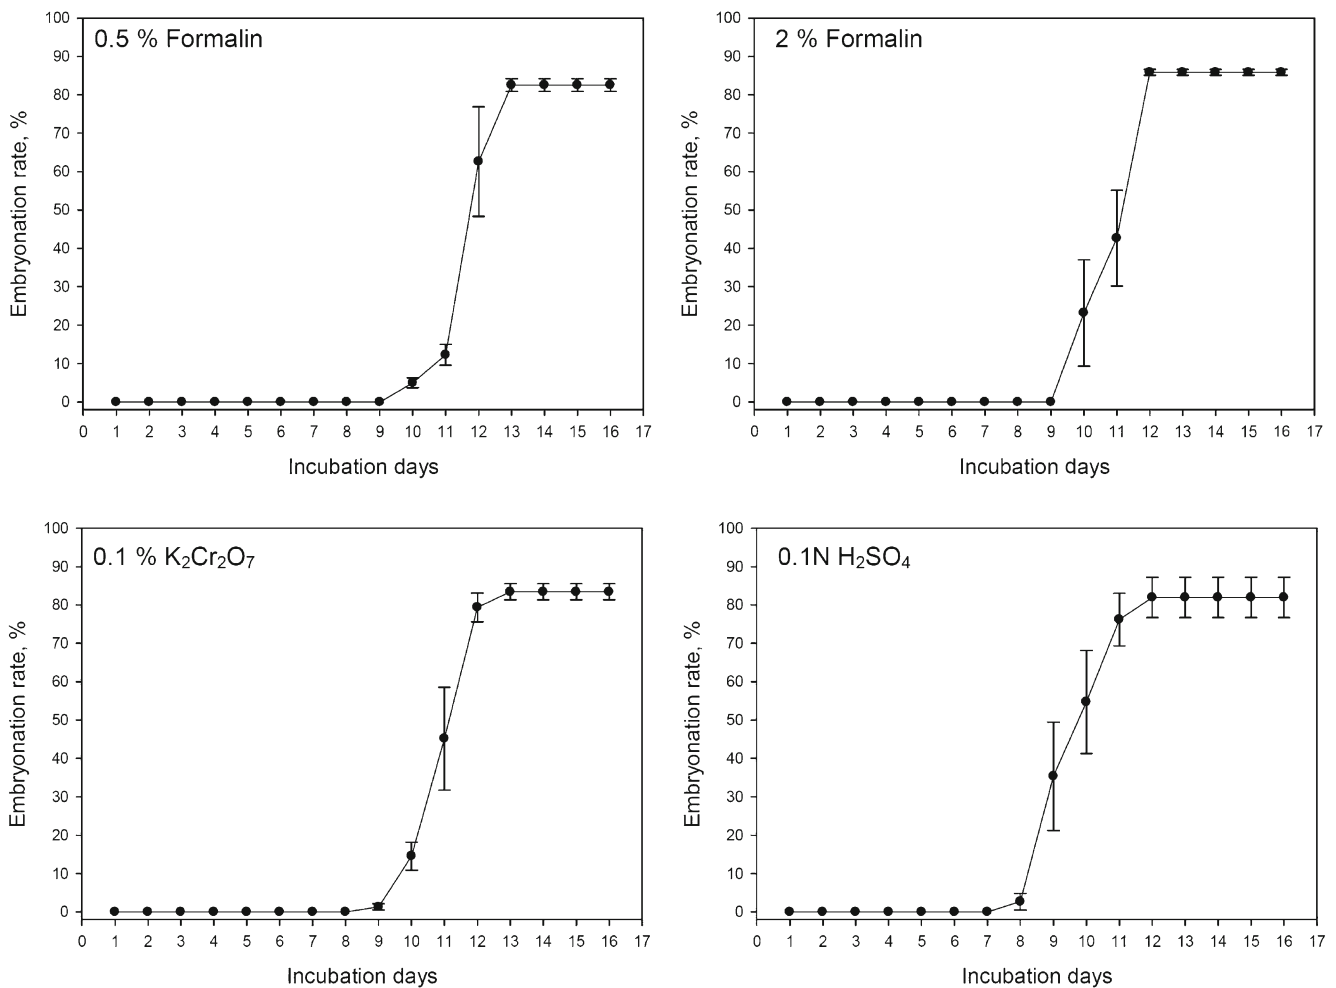 0.5 % Formalin
Embryonation rate, %
100
90
80
70
60
50
40
30
20
10
0
0 1 2 3 4 5 6 7 8 9 10 11 12 13 14 15 16 17
Incubation days
2 % Formalin
Embryonation rate, %
100
90
80
70
60
50
40
30
20
10
0
0 1 2 3 4 5 6 7 8 9 10 11 12 13 14 15 16 17
Incubation days
0.1 % K₂Cr₂O₇
Embryonation rate, %
100
90
80
70
60
50
40
30
20
10
0
0 1 2 3 4 5 6 7 8 9 10 11 12 13 14 15 16 17
Incubation days
0.1N H₂SO₄
Embryonation rate, %
100
90
80
70
60
50
40
30
20
10
0
0 1 2 3 4 5 6 7 8 9 10 11 12 13 14 15 16 17
Incubation days